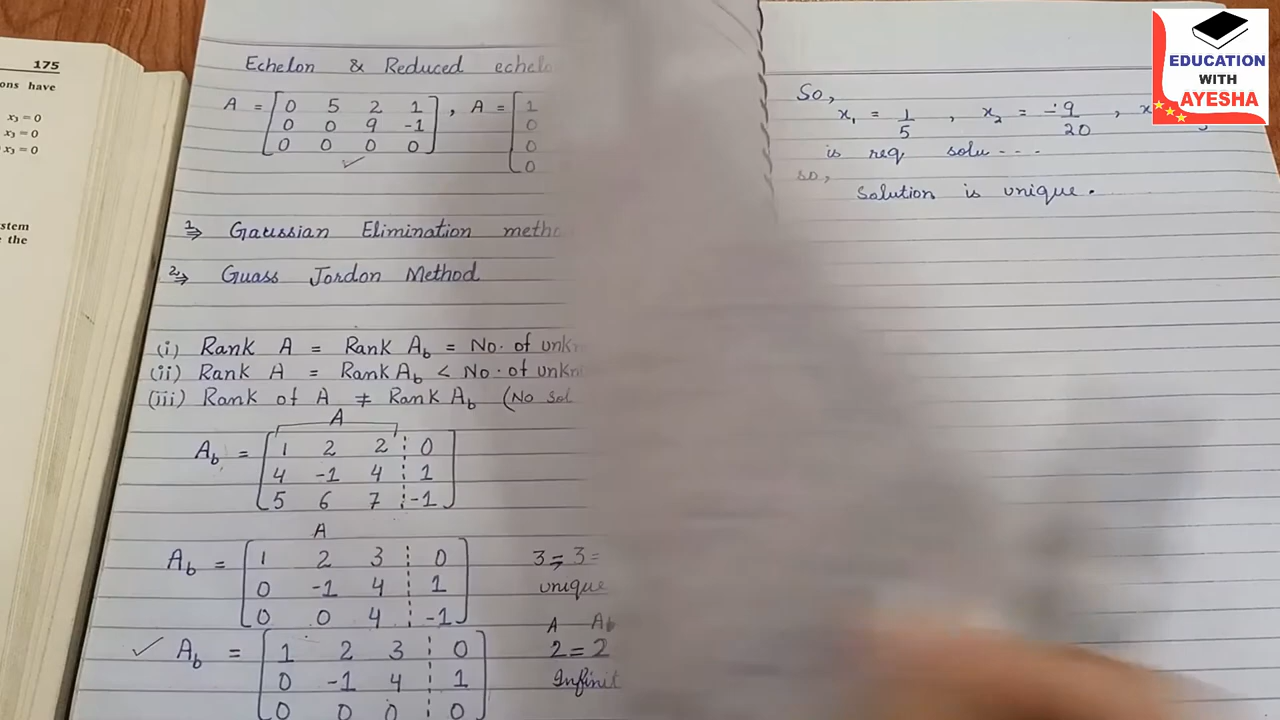 175
ons have
x₃ = 0
x₃ = 0
x₃ = 0
stem
the
Echelon & Reduced echelo
A = [0 5 2 1], A = [1
0 0 9 -1 0
0 0 0 0 ✓ 0
0
1⇒ Gaussian Elimination metho
2⇒ Guass Jordon Method
(i) Rank A = Rank A_b = No. of unkn
(ii) Rank A = Rank A_b < No. of unkn
(iii) Rank of A ≠ Rank A_b (No sol
A
A_b = [1 2 2 ⋮ 0]
4 -1 4 ⋮ 1
5 6 7 ⋮ -1
A
A_b = [1 2 3 ⋮ 0] 3 = 3 =
0 -1 4 ⋮ 1 unique
0 0 4 ⋮ -1 A A_b
✓ A_b = [1 2 3 ⋮ 0] 2 = 2
0 -1 4 ⋮ 1 Infinit
0 0 0 ⋮ 0
So,
x₁ = 1/5 , x₂ = -9/20 , x
is req solu - - -
so,
Solution is unique.
EDUCATION
WITH
AYESHA